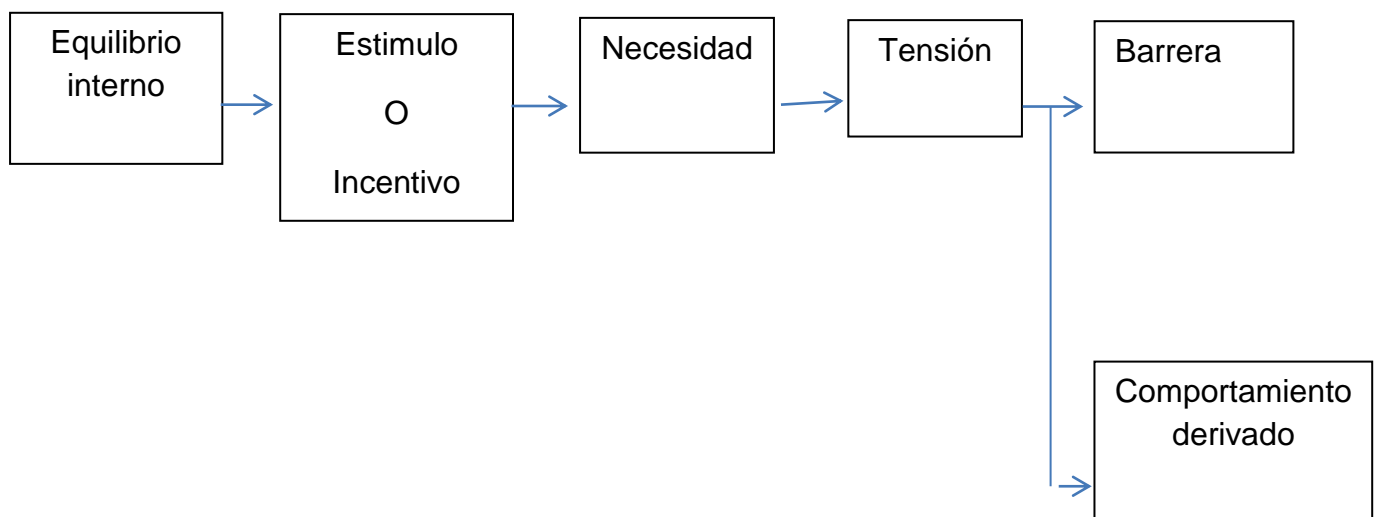 Equilibrio
interno
Estimulo
O
Incentivo
Necesidad
Tensión
Barrera
Comportamiento
derivado